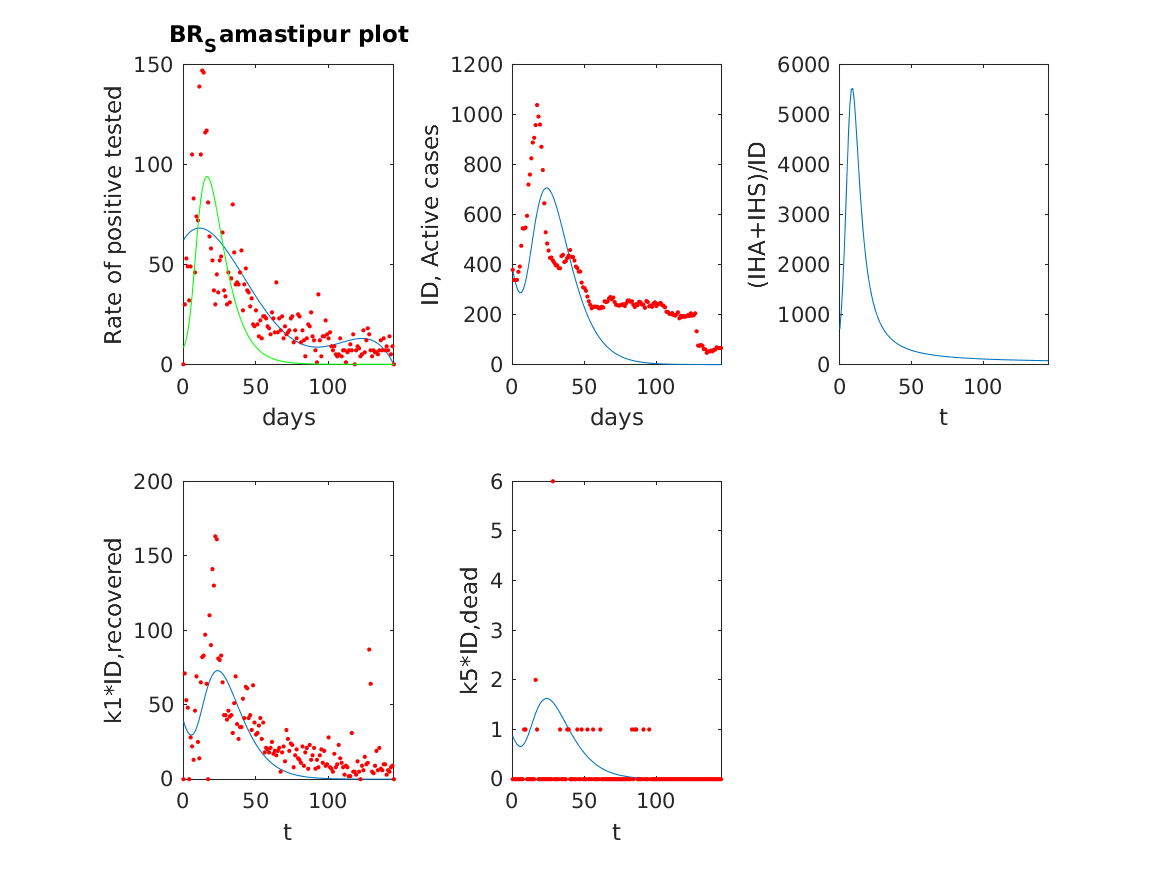 BR_Samastipur plot
150
100
50
0
0 50 100
days
Rate of positive tested
1200
1000
800
600
400
200
0
0 50 100
days
ID, Active cases
6000
5000
4000
3000
2000
1000
0
0 50 100
t
(IHA+IHS)/ID
200
150
100
50
0
0 50 100
t
k1*ID,recovered
6
5
4
3
2
1
0
0 50 100
t
k5*ID,dead